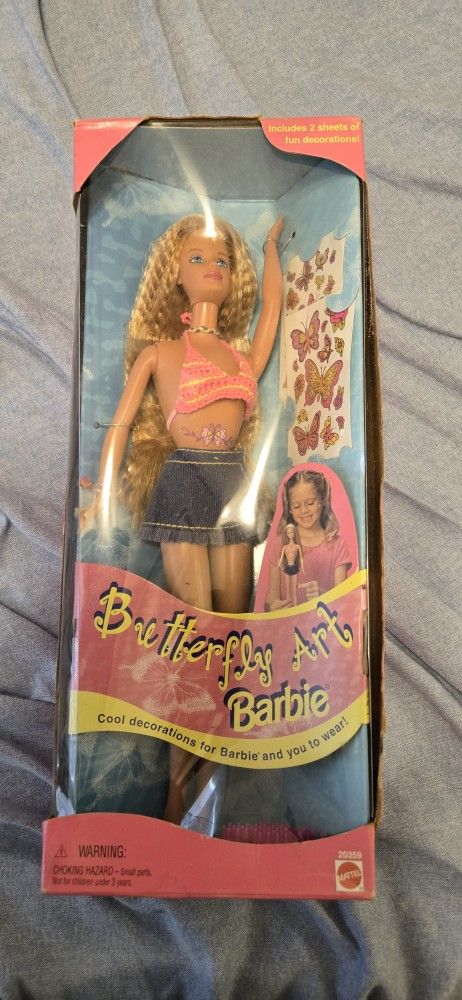 Includes 2 sheets of
fun decorations!
Butterfly Art
Barbie®
Cool decorations for Barbie® and you to wear!
⚠ WARNING:
CHOKING HAZARD – Small parts.
Not for children under 3 years.
20359
MATTEL